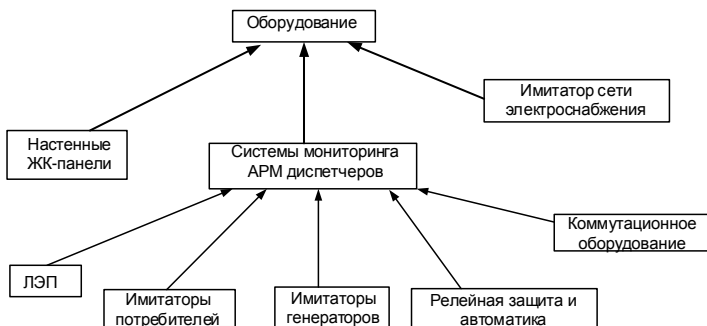 Оборудование
Имитатор сети
электроснабжения
Настенные
ЖК-панели
Системы мониторинга
АРМ диспетчеров
Коммутационное
оборудование
ЛЭП
Имитаторы
потребителей
Имитаторы
генераторов
Релейная защита и
автоматика